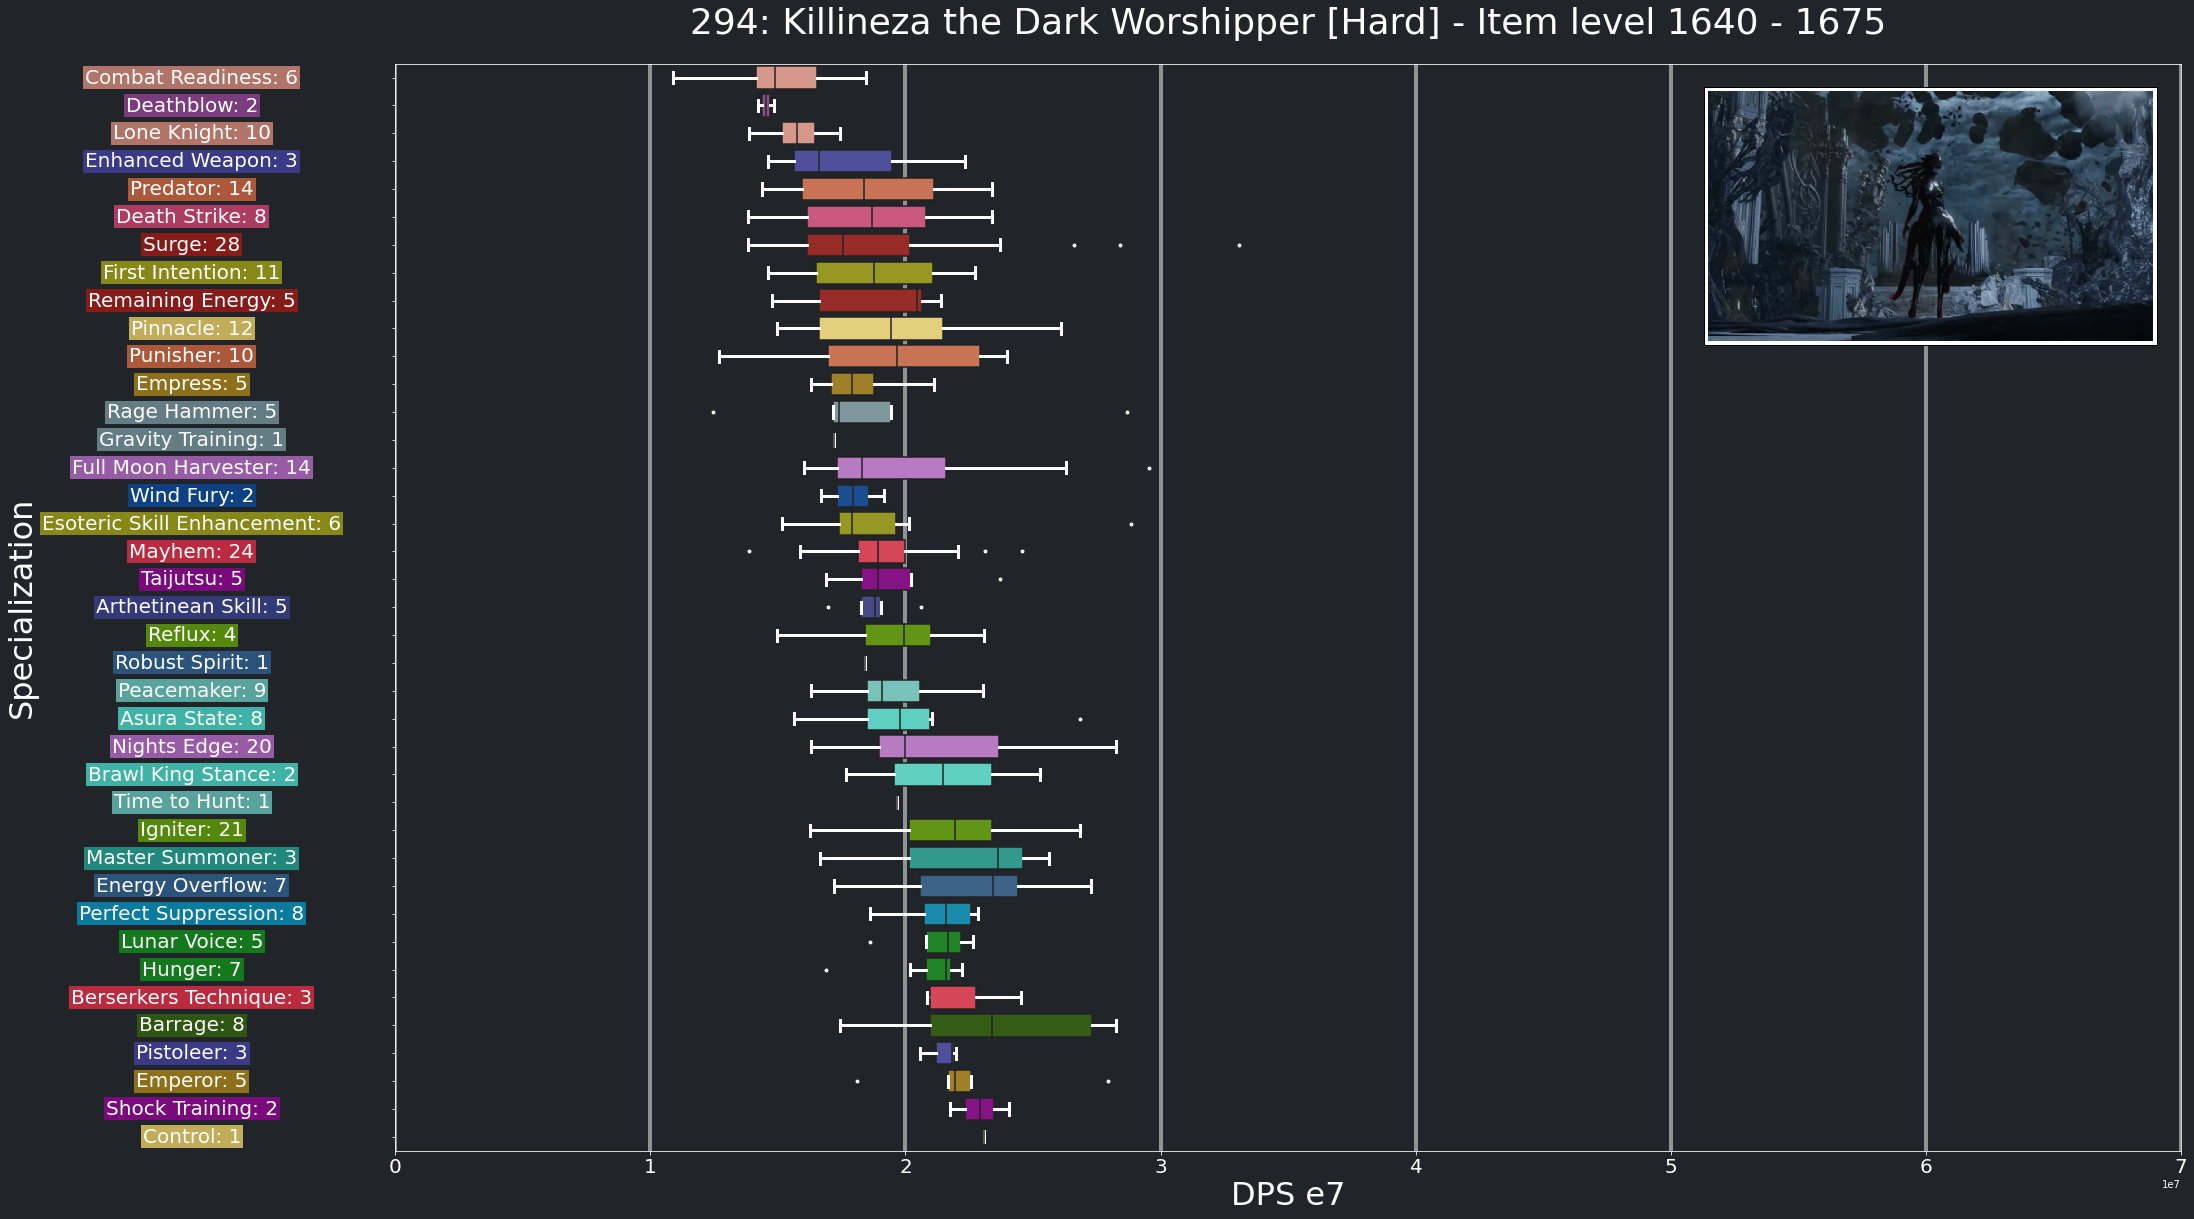 294: Killineza the Dark Worshipper [Hard] - Item level 1640 - 1675
Specialization
Combat Readiness: 6
Deathblow: 2
Lone Knight: 10
Enhanced Weapon: 3
Predator: 14
Death Strike: 8
Surge: 28
First Intention: 11
Remaining Energy: 5
Pinnacle: 12
Punisher: 10
Empress: 5
Rage Hammer: 5
Gravity Training: 1
Full Moon Harvester: 14
Wind Fury: 2
Esoteric Skill Enhancement: 6
Mayhem: 24
Taijutsu: 5
Arthetinean Skill: 5
Reflux: 4
Robust Spirit: 1
Peacemaker: 9
Asura State: 8
Nights Edge: 20
Brawl King Stance: 2
Time to Hunt: 1
Igniter: 21
Master Summoner: 3
Energy Overflow: 7
Perfect Suppression: 8
Lunar Voice: 5
Hunger: 7
Berserkers Technique: 3
Barrage: 8
Pistoleer: 3
Emperor: 5
Shock Training: 2
Control: 1
0 1 2 3 4 5 6 7
1e7
DPS e7